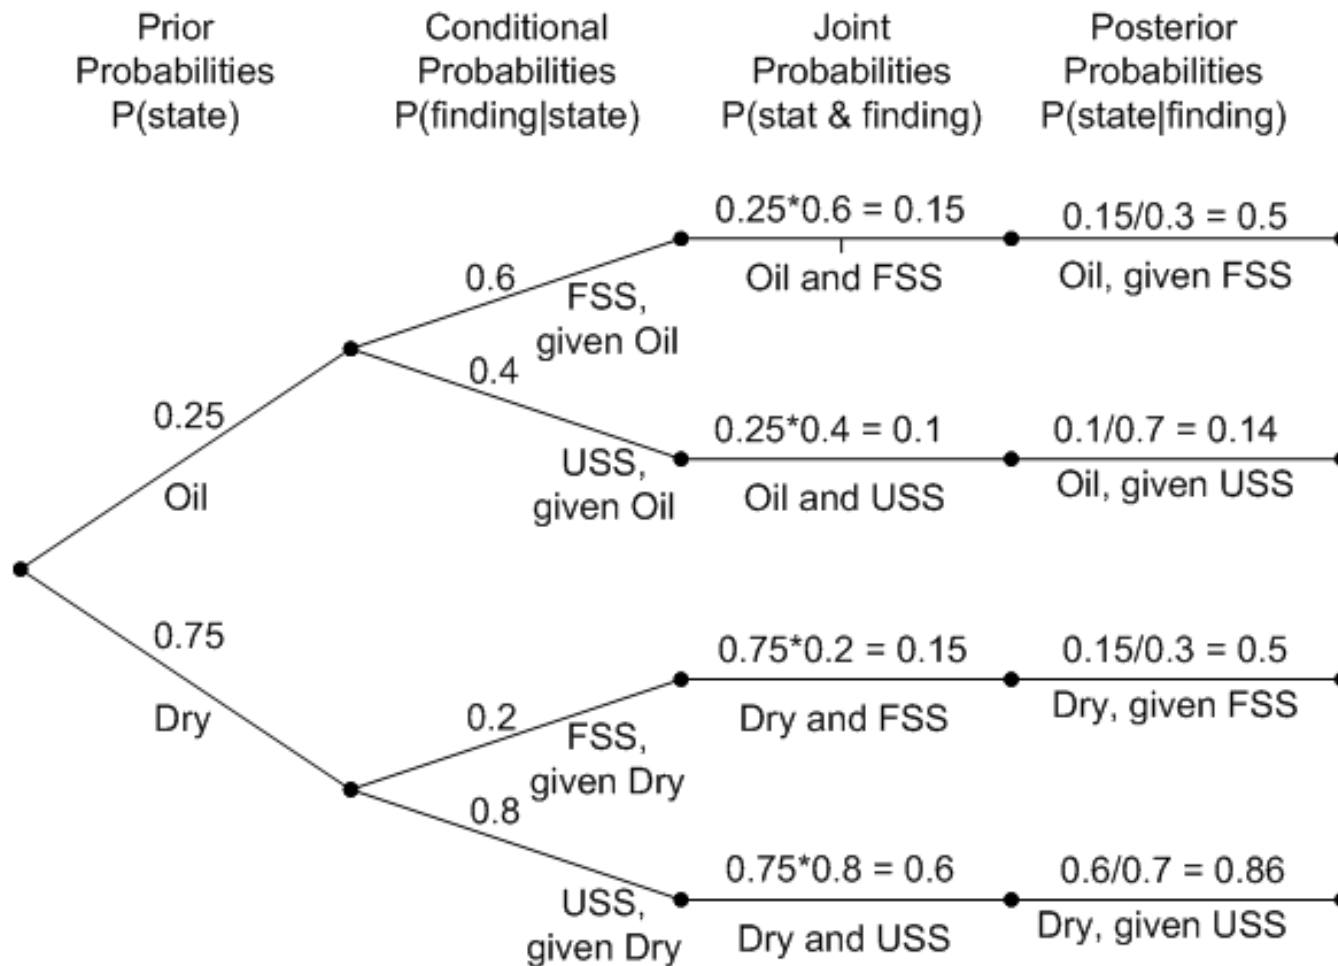 Prior
Probabilities
P(state)
Conditional
Probabilities
P(finding|state)
Joint
Probabilities
P(stat & finding)
Posterior
Probabilities
P(state|finding)
0.25*0.6 = 0.15
0.15/0.3 = 0.5
0.6
FSS,
given Oil
Oil and FSS
Oil, given FSS
0.25
Oil
0.4
USS,
given Oil
0.25*0.4 = 0.1
Oil and USS
0.1/0.7 = 0.14
Oil, given USS
0.75
Dry
0.2
FSS,
given Dry
0.75*0.2 = 0.15
Dry and FSS
0.15/0.3 = 0.5
Dry, given FSS
0.8
USS,
given Dry
0.75*0.8 = 0.6
Dry and USS
0.6/0.7 = 0.86
Dry, given USS